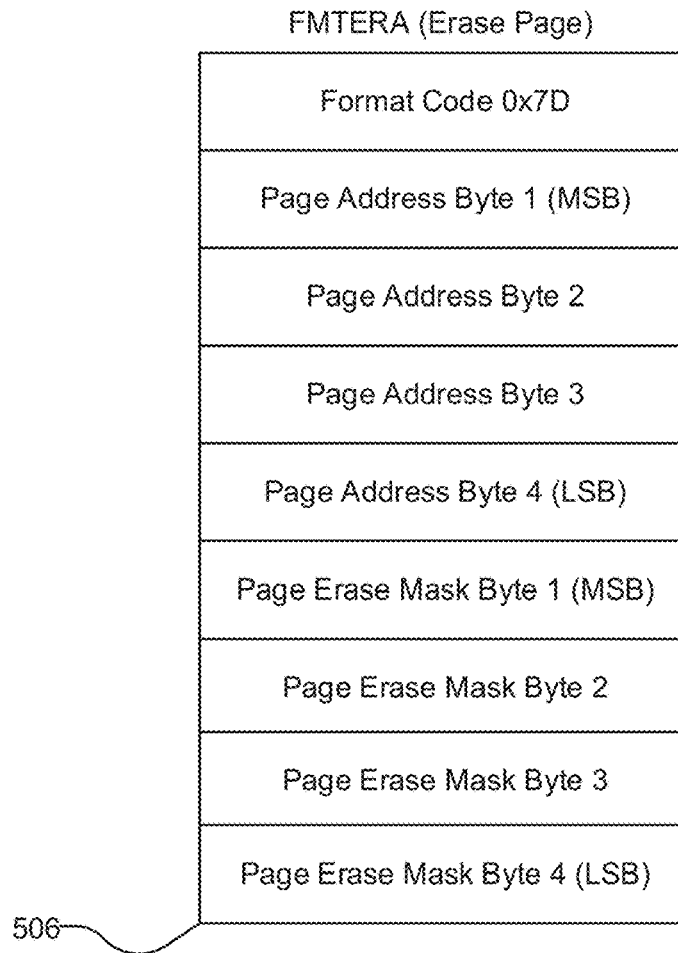 FMTERA (Erase Page)
Format Code 0x7D
Page Address Byte 1 (MSB)
Page Address Byte 2
Page Address Byte 3
Page Address Byte 4 (LSB)
Page Erase Mask Byte 1 (MSB)
Page Erase Mask Byte 2
Page Erase Mask Byte 3
Page Erase Mask Byte 4 (LSB)
506